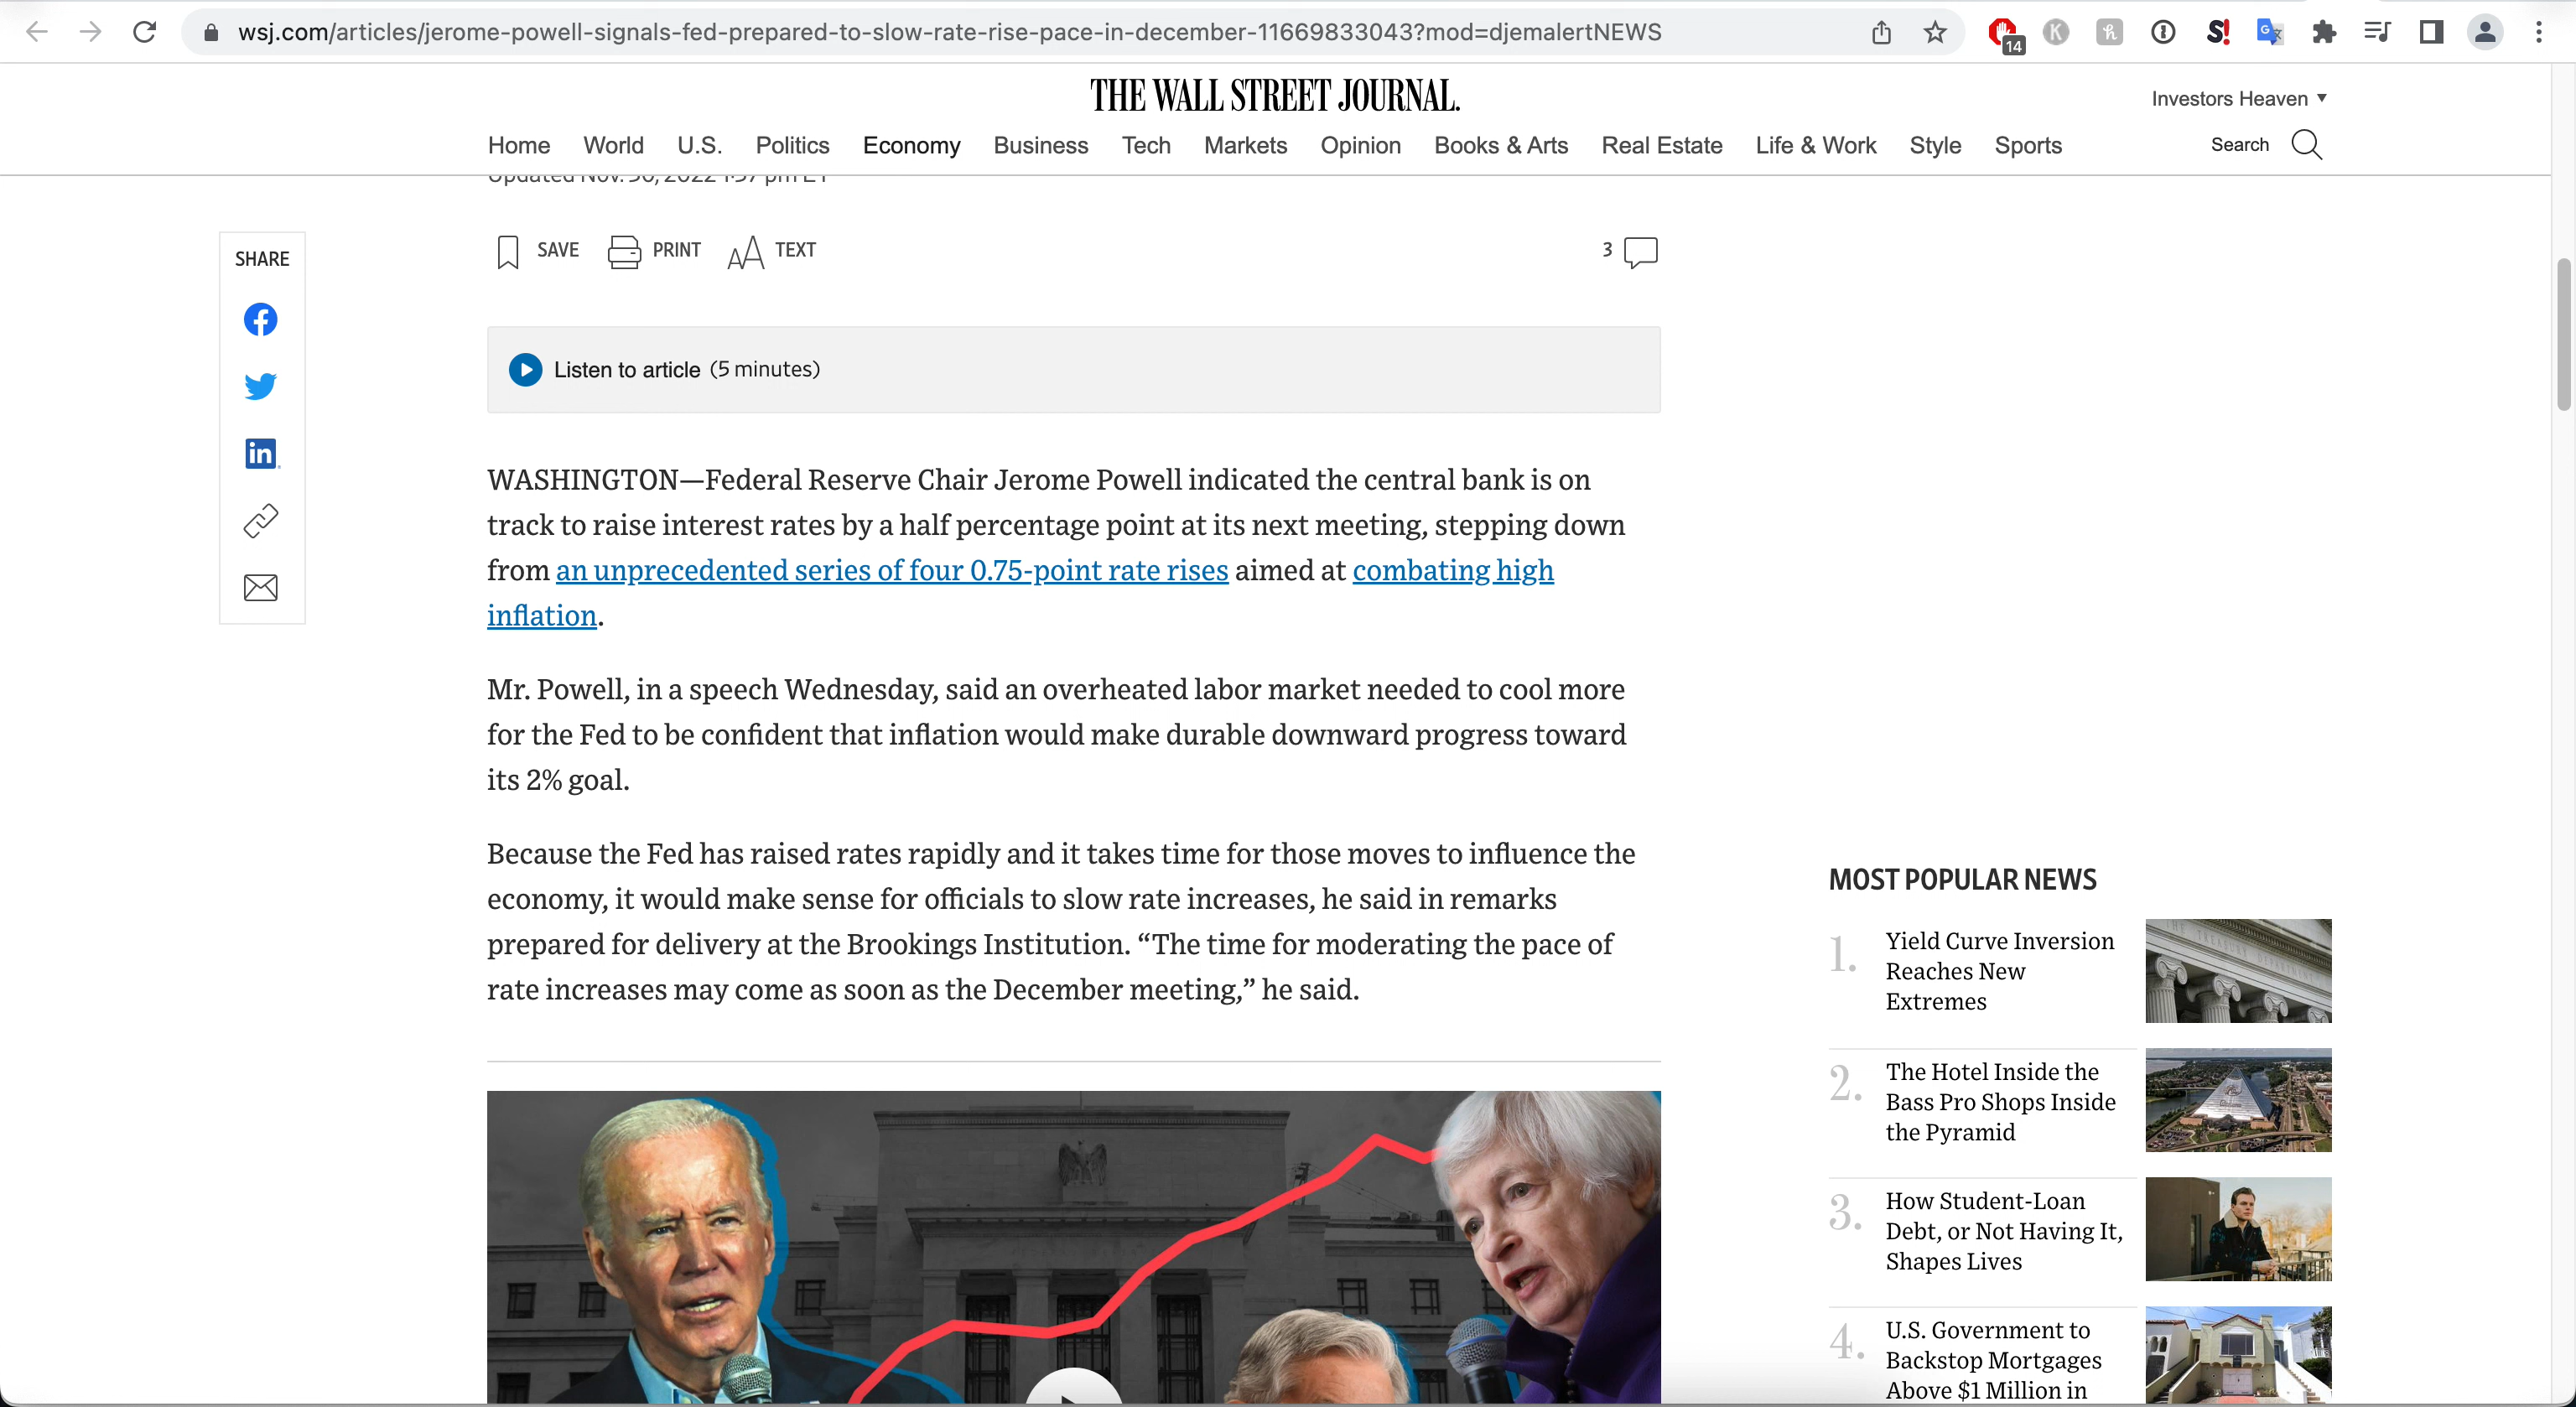 wsj.com/articles/jerome-powell-signals-fed-prepared-to-slow-rate-rise-pace-in-december-11669833043?mod=djemalertNEWS
14
THE WALL STREET JOURNAL.
Investors Heaven
Home World U.S. Politics Economy Business Tech Markets Opinion Books & Arts Real Estate Life & Work Style Sports
Search
Updated Nov. 30, 2022 1:37 pm ET
SHARE
SAVE PRINT TEXT
3
Listen to article (5 minutes)
WASHINGTON—Federal Reserve Chair Jerome Powell indicated the central bank is on
track to raise interest rates by a half percentage point at its next meeting, stepping down
from an unprecedented series of four 0.75-point rate rises aimed at combating high
inflation.
Mr. Powell, in a speech Wednesday, said an overheated labor market needed to cool more
for the Fed to be confident that inflation would make durable downward progress toward
its 2% goal.
Because the Fed has raised rates rapidly and it takes time for those moves to influence the
economy, it would make sense for officials to slow rate increases, he said in remarks
prepared for delivery at the Brookings Institution. “The time for moderating the pace of
rate increases may come as soon as the December meeting,” he said.
MOST POPULAR NEWS
1.
Yield Curve Inversion
Reaches New
Extremes
2.
The Hotel Inside the
Bass Pro Shops Inside
the Pyramid
3.
How Student-Loan
Debt, or Not Having It,
Shapes Lives
4.
U.S. Government to
Backstop Mortgages
Above $1 Million in